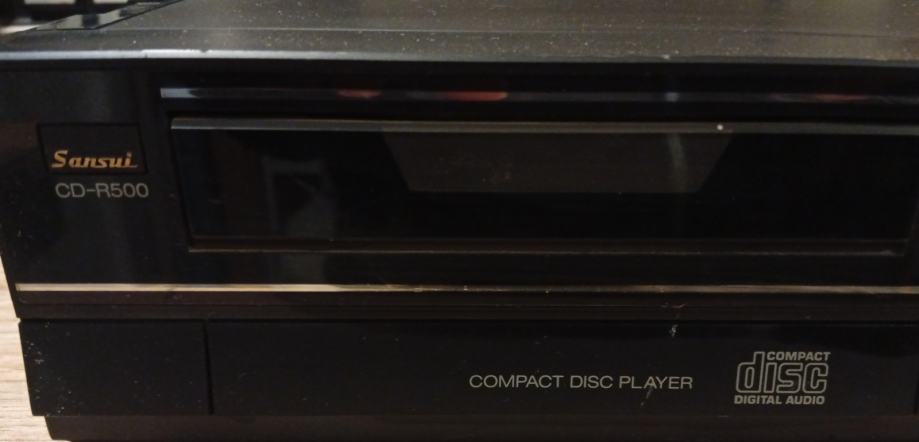 Sansui
CD-R500
COMPACT DISC PLAYER
COMPACT
disc
DIGITAL AUDIO